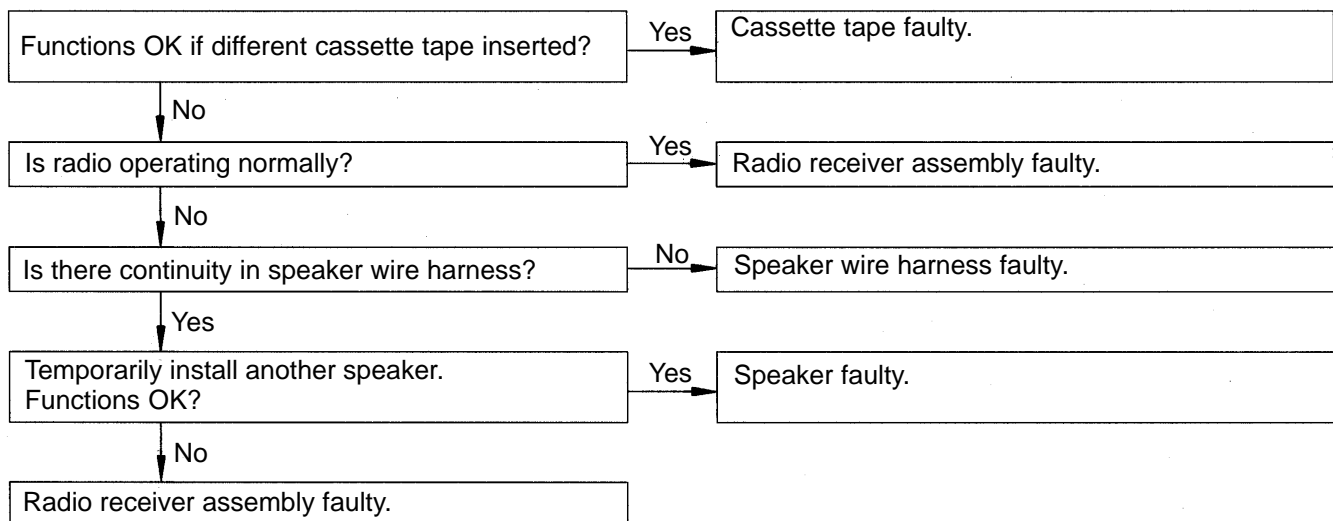 Functions OK if different cassette tape inserted?
Yes
Cassette tape faulty.
No
Is radio operating normally?
Yes
Radio receiver assembly faulty.
No
Is there continuity in speaker wire harness?
No
Speaker wire harness faulty.
Yes
Temporarily install another speaker.
Functions OK?
Yes
Speaker faulty.
No
Radio receiver assembly faulty.